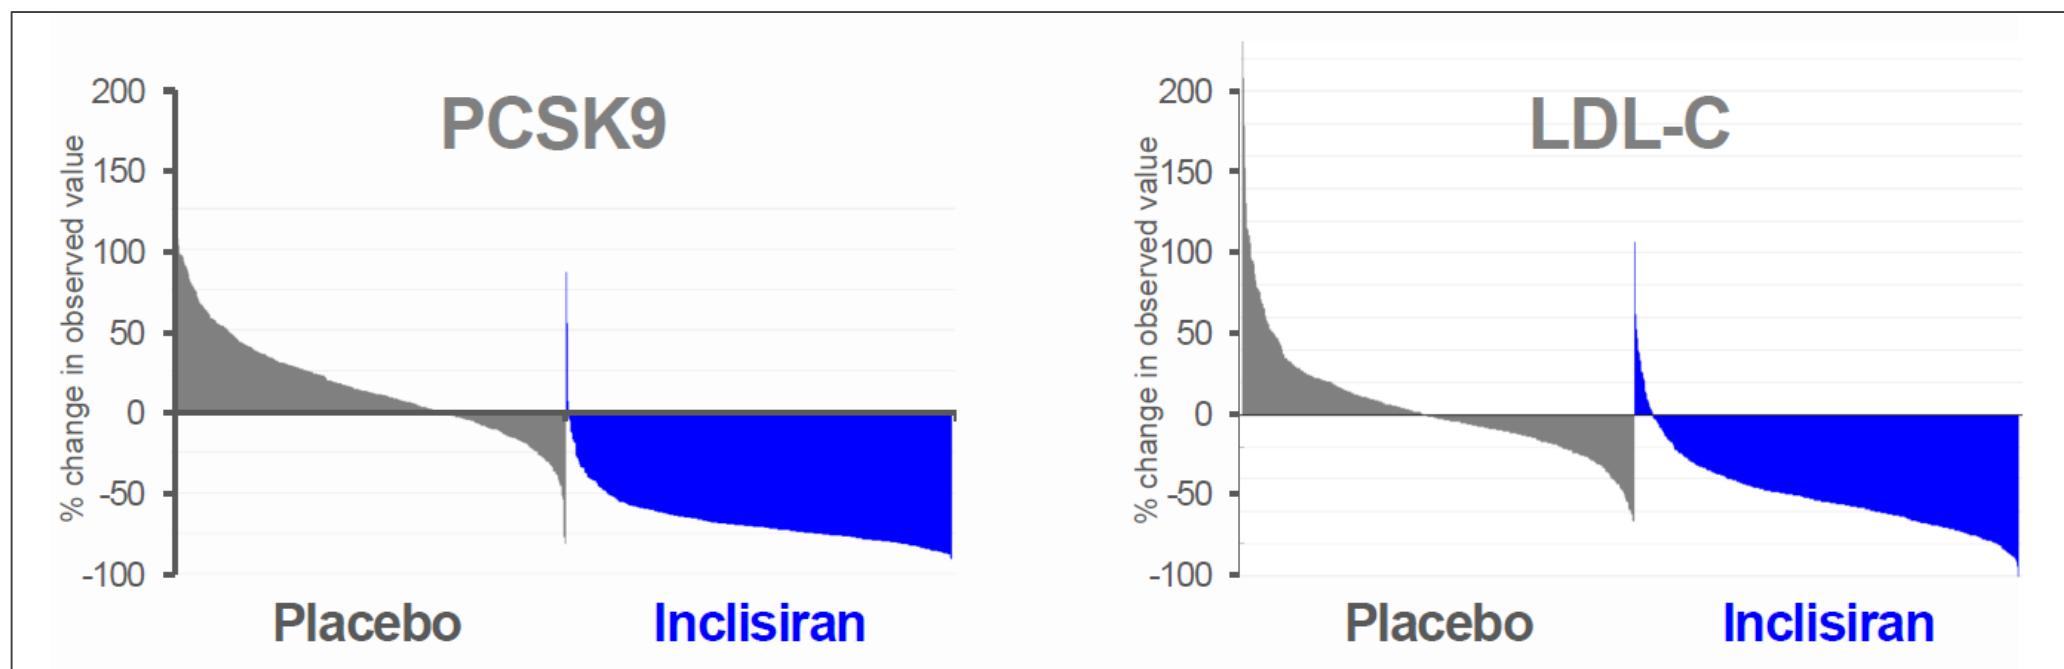 PCSK9
% change in observed value
200
150
100
50
0
-50
-100
Placebo
Inclisiran
LDL-C
% change in observed value
200
150
100
50
0
-50
-100
Placebo
Inclisiran